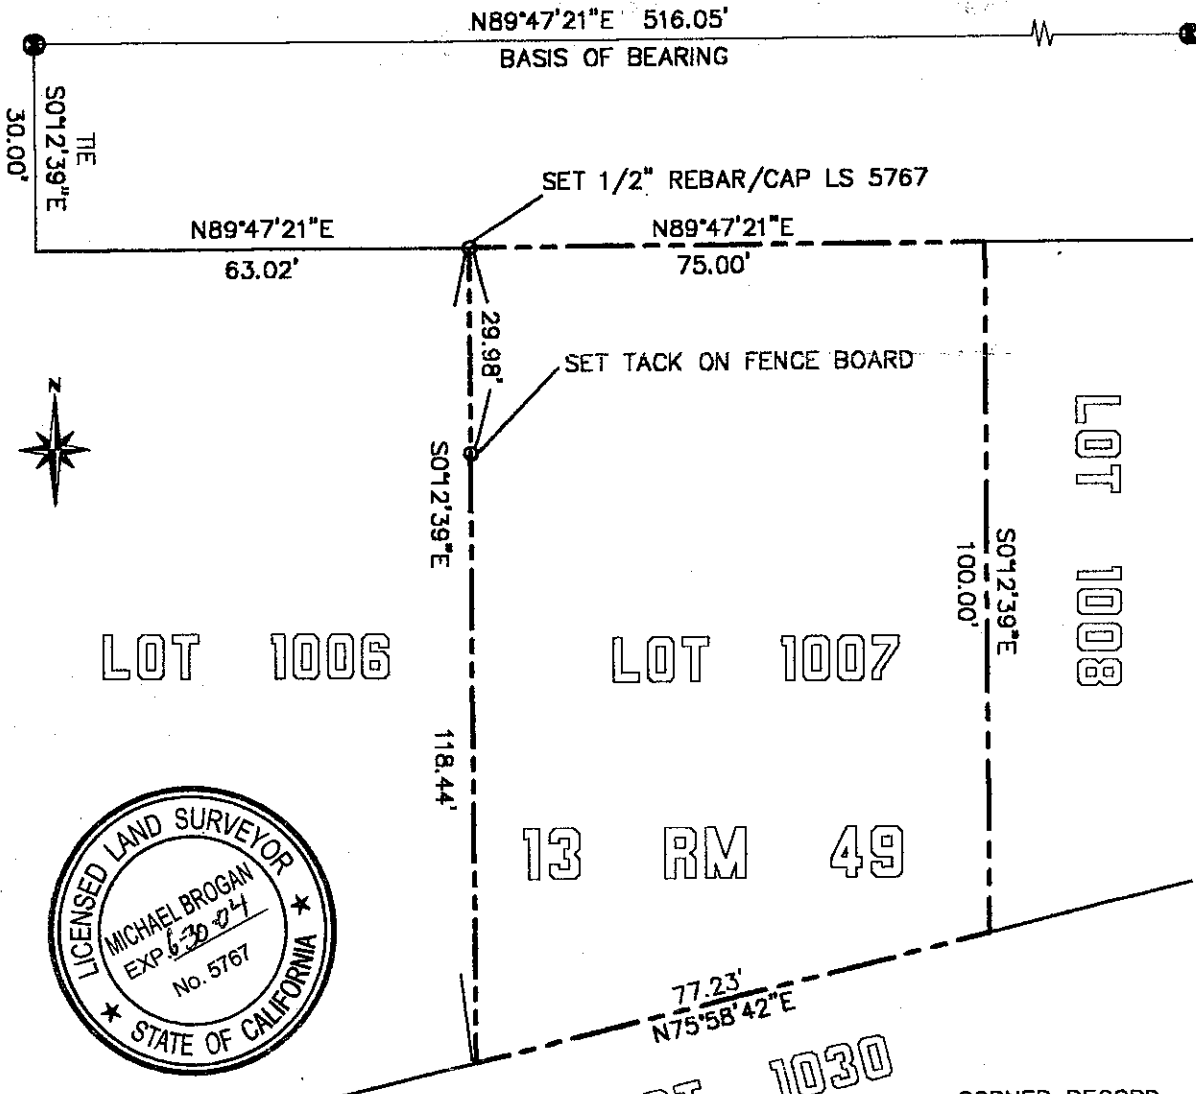 N89°47'21"E 516.05'
BASIS OF BEARING
TIE
S0°12'39"E
30.00'
SET 1/2" REBAR/CAP LS 5767
N89°47'21"E
63.02'
N89°47'21"E
75.00'
29.98'
SET TACK ON FENCE BOARD
N
S0°12'39"E
118.44'
S0°12'39"E
100.00'
LOT 1008
LOT 1006
LOT 1007
13 RM 49
LICENSED LAND SURVEYOR
MICHAEL BROGAN
EXP. 6-30-04
No. 5767
STATE OF CALIFORNIA
77.23'
N75°58'42"E
1030